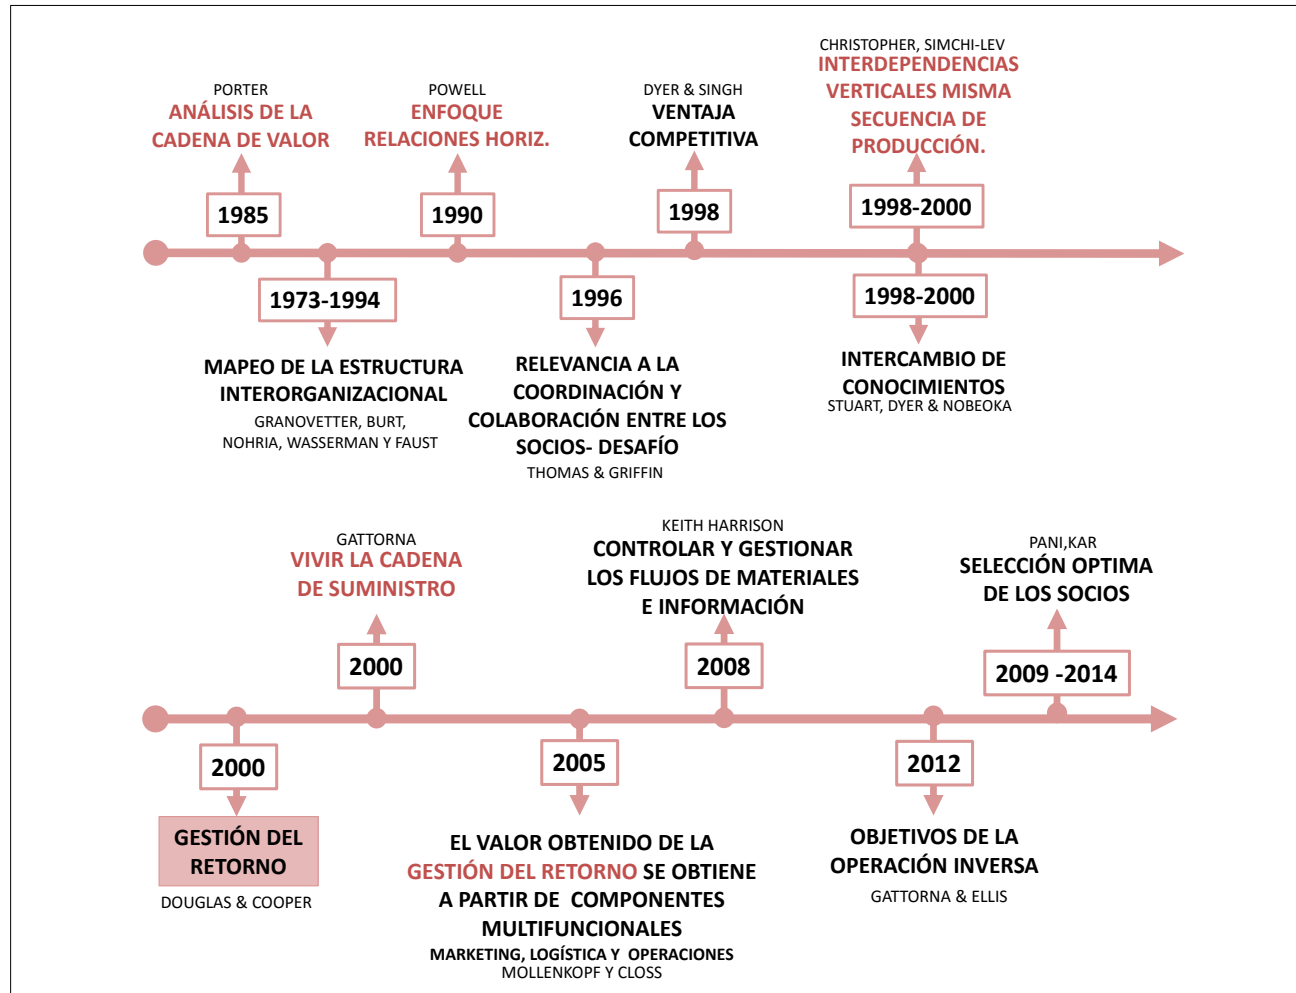 PORTER
ANÁLISIS DE LA
CADENA DE VALOR
1985
POWELL
ENFOQUE
RELACIONES HORIZ.
1990
DYER & SINGH
VENTAJA
COMPETITIVA
1998
CHRISTOPHER, SIMCHI-LEV
INTERDEPENDENCIAS
VERTICALES MISMA
SECUENCIA DE
PRODUCCIÓN.
1998-2000
1973-1994
MAPEO DE LA ESTRUCTURA
INTERORGANIZACIONAL
GRANOVETTER, BURT,
NOHRIA, WASSERMAN Y FAUST
1996
RELEVANCIA A LA
COORDINACIÓN Y
COLABORACIÓN ENTRE LOS
SOCIOS- DESAFÍO
THOMAS & GRIFFIN
1998-2000
INTERCAMBIO DE
CONOCIMIENTOS
STUART, DYER & NOBEOKA
GATTORNA
VIVIR LA CADENA
DE SUMINISTRO
2000
KEITH HARRISON
CONTROLAR Y GESTIONAR
LOS FLUJOS DE MATERIALES
E INFORMACIÓN
2008
PANI,KAR
SELECCIÓN OPTIMA
DE LOS SOCIOS
2009 -2014
2000
GESTIÓN DEL
RETORNO
DOUGLAS & COOPER
2005
EL VALOR OBTENIDO DE LA
GESTIÓN DEL RETORNO SE OBTIENE
A PARTIR DE COMPONENTES
MULTIFUNCIONALES
MARKETING, LOGÍSTICA Y OPERACIONES
MOLLENKOPF Y CLOSS
2012
OBJETIVOS DE LA
OPERACIÓN INVERSA
GATTORNA & ELLIS